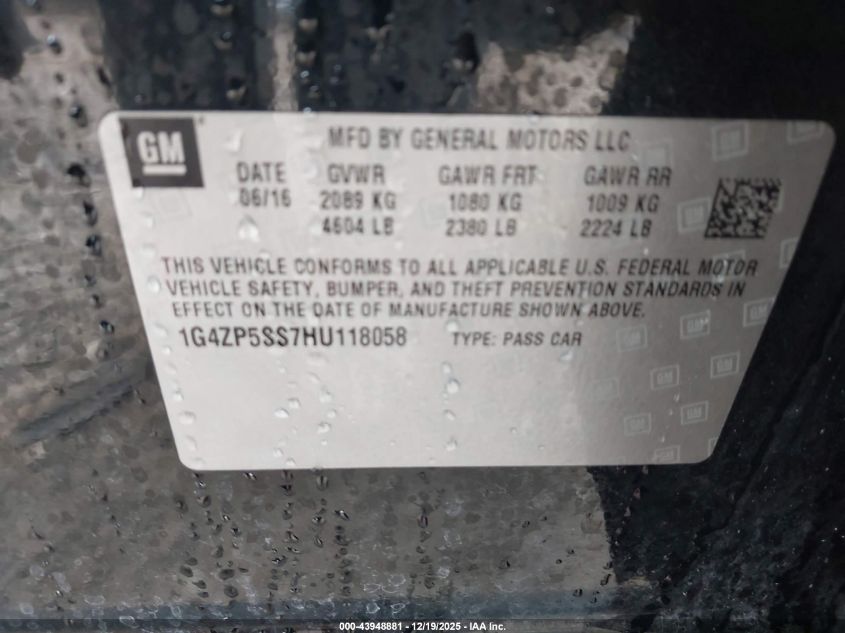 GM
MFD BY GENERAL MOTORS LLC
DATE GVWR GAWR FRT GAWR RR
06/16 2089 KG 1080 KG 1009 KG
4604 LB 2380 LB 2224 LB
THIS VEHICLE CONFORMS TO ALL APPLICABLE U.S. FEDERAL MOTOR
VEHICLE SAFETY, BUMPER, AND THEFT PREVENTION STANDARDS IN
EFFECT ON THE DATE OF MANUFACTURE SHOWN ABOVE.
1G4ZP5SS7HU118058 TYPE: PASS CAR
000-43948881 - 12/19/2025 - IAA Inc.